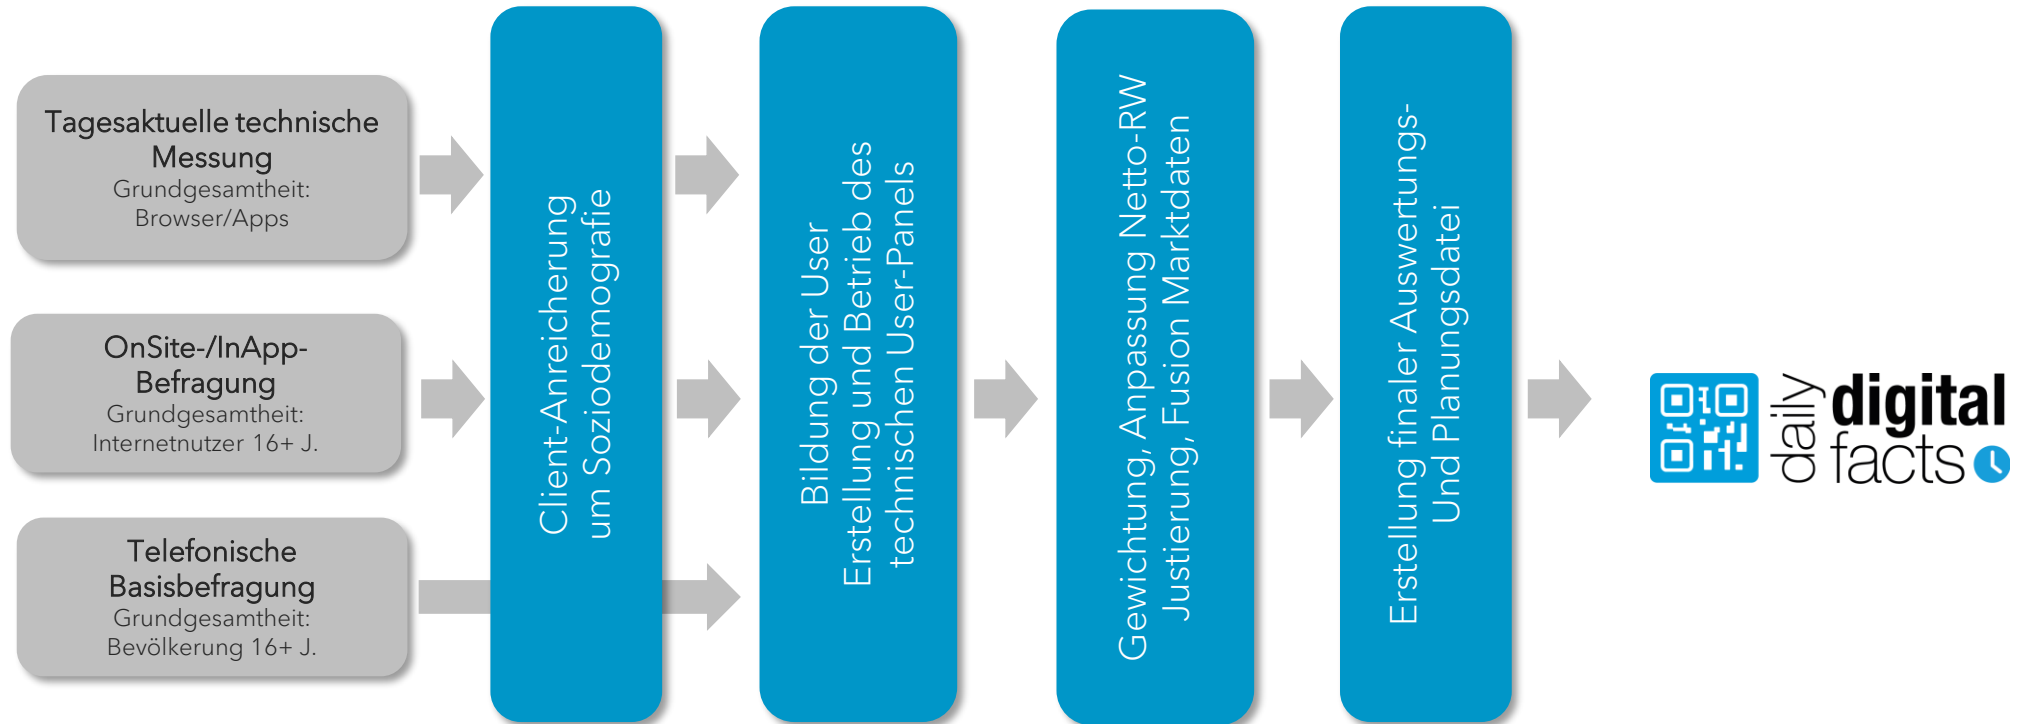 Tagesaktuelle technische
Messung
Grundgesamtheit:
Browser/Apps
OnSite-/InApp-
Befragung
Grundgesamtheit:
Internetnutzer 16+ J.
Telefonische
Basisbefragung
Grundgesamtheit:
Bevölkerung 16+ J.
Client-Anreicherung
um Soziodemografie
Bildung der User
Erstellung und Betrieb des
technischen User-Panels
Gewichtung, Anpassung Netto-RW
Justierung, Fusion Marktdaten
Erstellung finaler Auswertungs-
Und Planungsdatei
daily
digital
facts